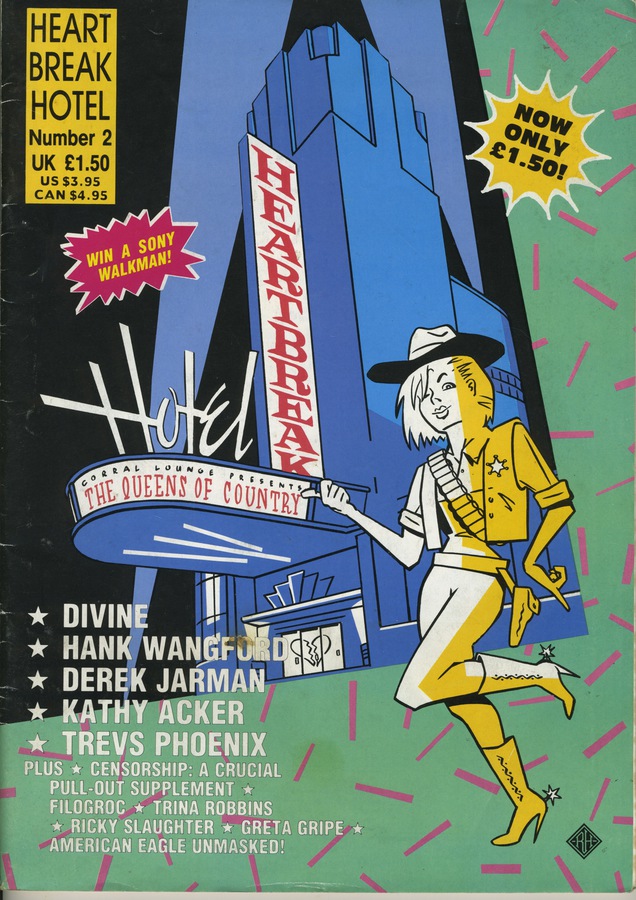 HEART
BREAK
HOTEL
Number 2
UK £1.50
US $3.95
CAN $4.95
NOW
ONLY
£1.50!
WIN A SONY
WALKMAN!
HEARTBREAK
Hotel
CORRAL LOUNGE PRESENTS
THE QUEENS OF COUNTRY
★ DIVINE
★ HANK WANGFORD
★ DEREK JARMAN
★ KATHY ACKER
★ TREVS PHOENIX
PLUS ★ CENSORSHIP: A CRUCIAL
PULL-OUT SUPPLEMENT ★
FILOGROC ★ TRINA ROBBINS
★ RICKY SLAUGHTER ★ GRETA GRIPE ★
AMERICAN EAGLE UNMASKED!